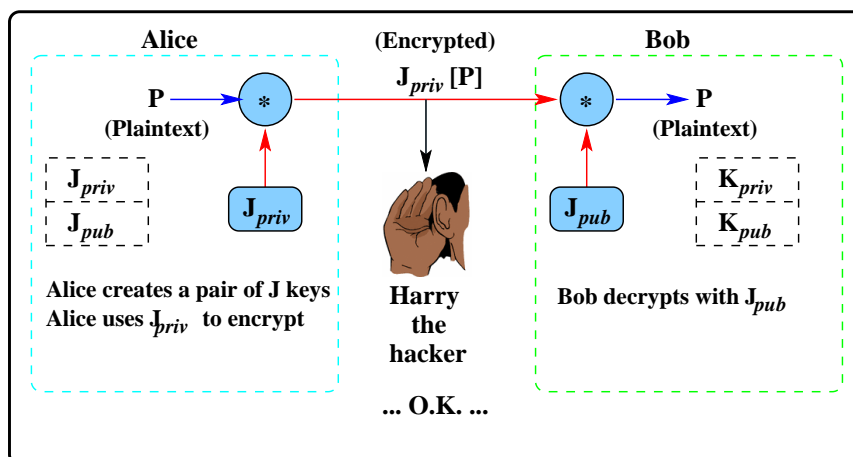 Alice
(Encrypted)
Bob
J_priv [P]
P
*
*
P
(Plaintext)
(Plaintext)
J_priv
J_pub
J_priv
J_pub
K_priv
K_pub
Alice creates a pair of J keys
Alice uses J_priv to encrypt
Bob decrypts with J_pub
Harry
the
hacker
... O.K. ...